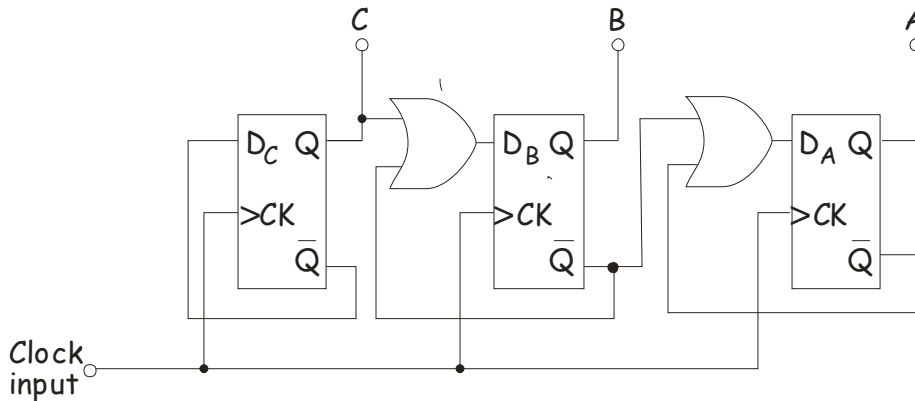 C B A
D_C Q D_B Q D_A Q
>CK >CK >CK
Q̅ Q̅ Q̅
Clock
input